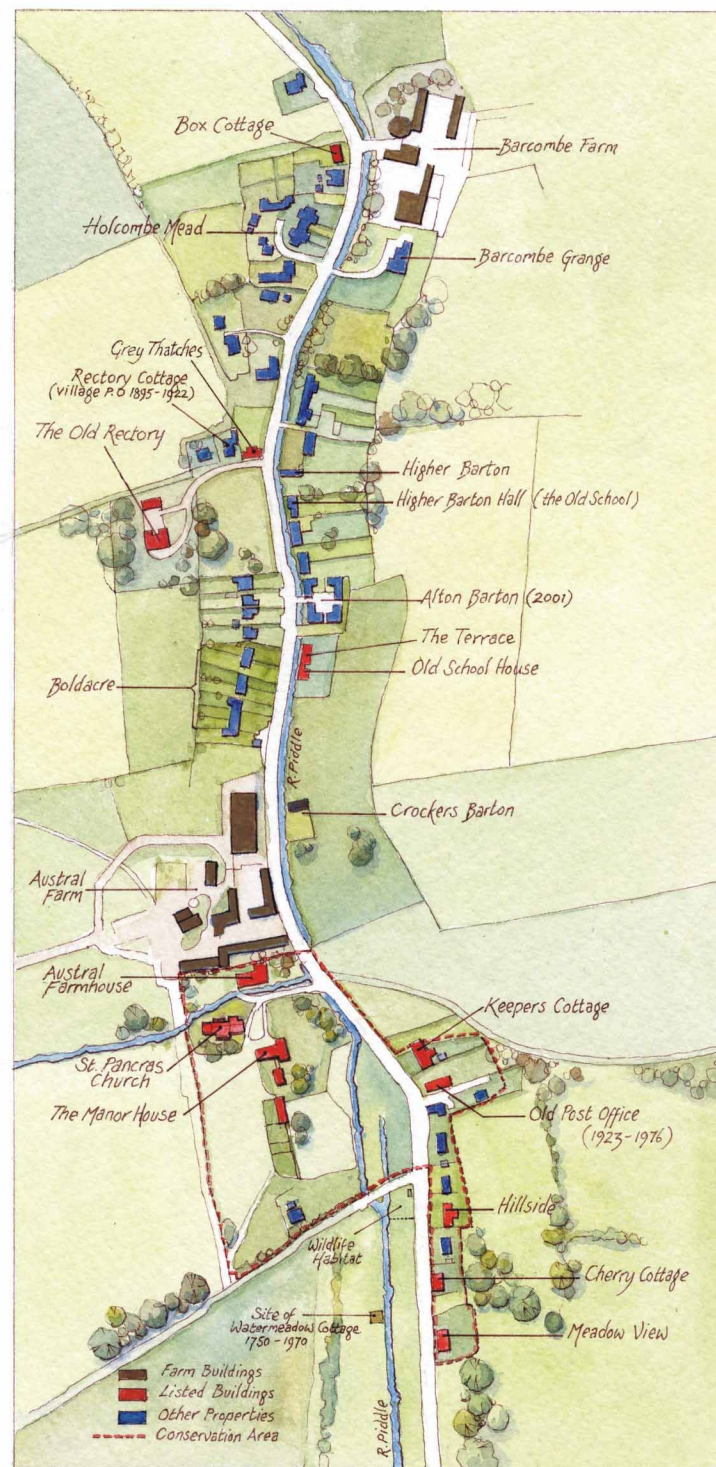 Box Cottage
Barcombe Farm
Holcombe Mead
Barcombe Grange
Grey Thatches
Rectory Cottage
(village P.O 1895-1922)
The Old Rectory
Higher Barton
Higher Barton Hall (the Old School)
Alton Barton (2001)
The Terrace
Old School House
Boldacre
R. Piddle
Crockers Barton
Austral
Farm
Austral
Farmhouse
Keepers Cottage
St. Pancras
Church
The Manor House
Old Post Office
(1923-1976)
Hillside
Wildlife
Habitat
Cherry Cottage
Site of
Watermeadow Cottage
1750-1970
Meadow View
Farm Buildings
Listed Buildings
Other Properties
Conservation Area
R. Piddle